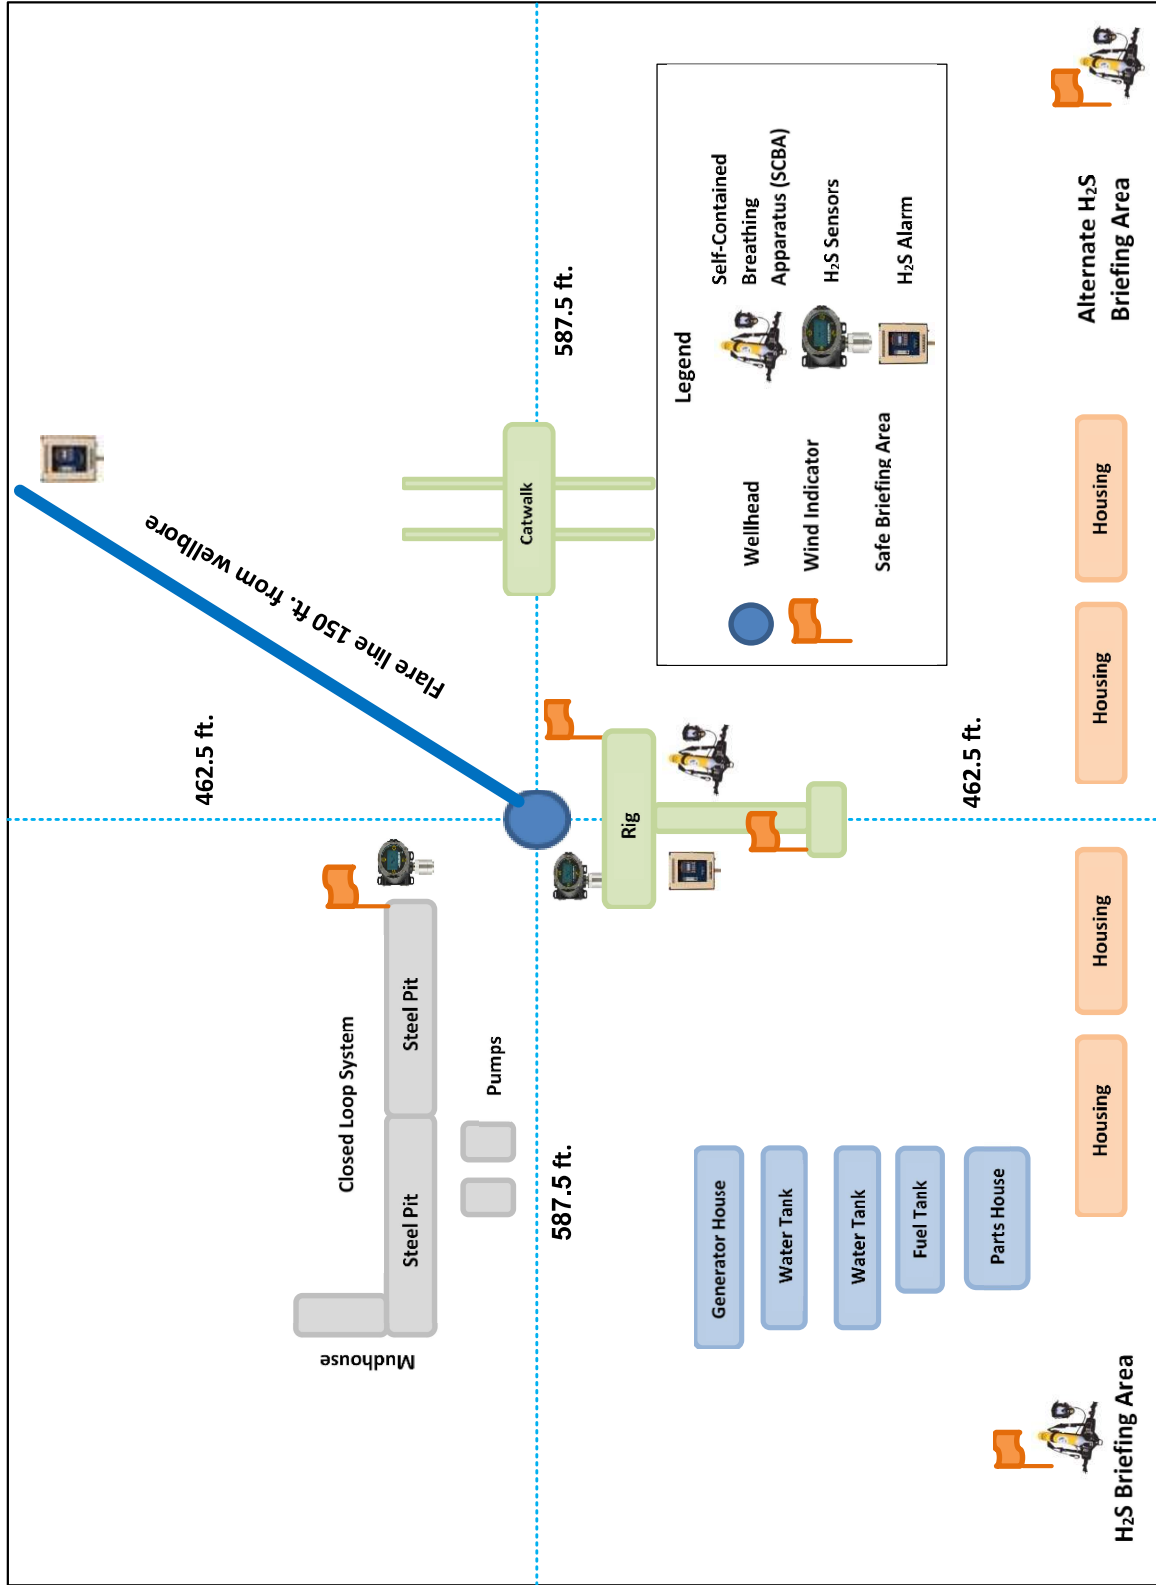 462.5 ft.
Flare line 150 ft. from wellbore
Closed Loop System
Mudhouse
Steel Pit
Steel Pit
Pumps
587.5 ft.
587.5 ft.
Catwalk
Rig
462.5 ft.
Generator House
Water Tank
Water Tank
Fuel Tank
Parts House
Legend
Wellhead
Wind Indicator
Safe Briefing Area
Self-Contained
Breathing
Apparatus (SCBA)
H₂S Sensors
H₂S Alarm
Housing
Housing
Housing
Housing
H₂S Briefing Area
Alternate H₂S
Briefing Area